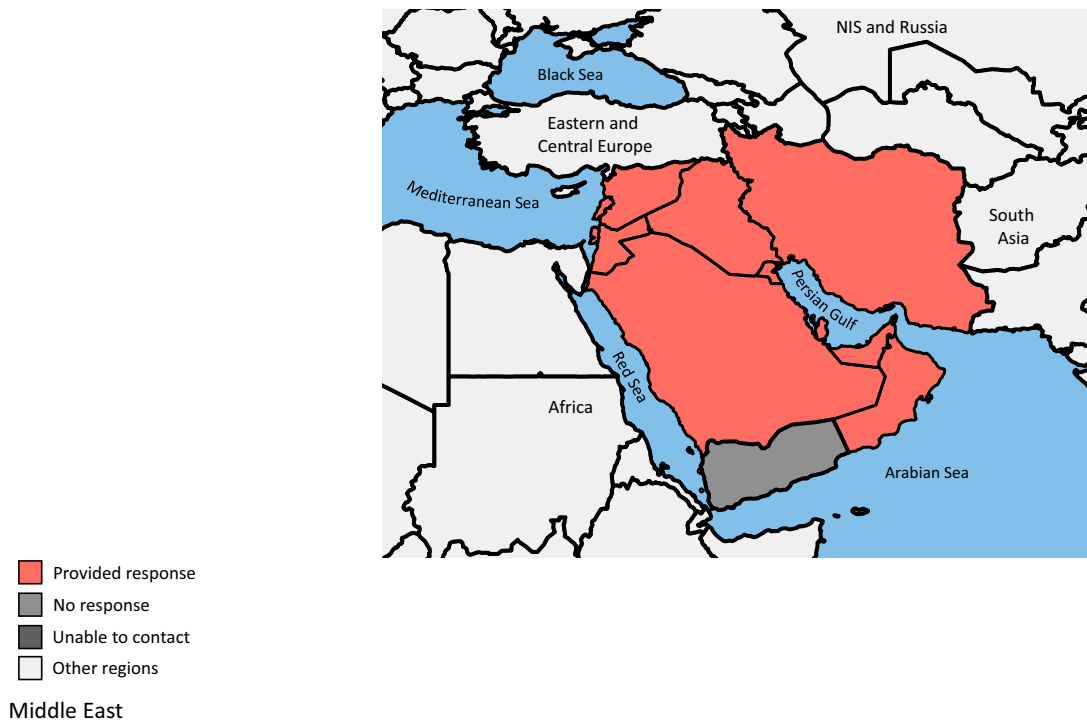 NIS and Russia
Black Sea
Eastern and
Central Europe
Mediterranean Sea
South
Asia
Persian Gulf
Red Sea
Africa
Arabian Sea
Provided response
No response
Unable to contact
Other regions
Middle East